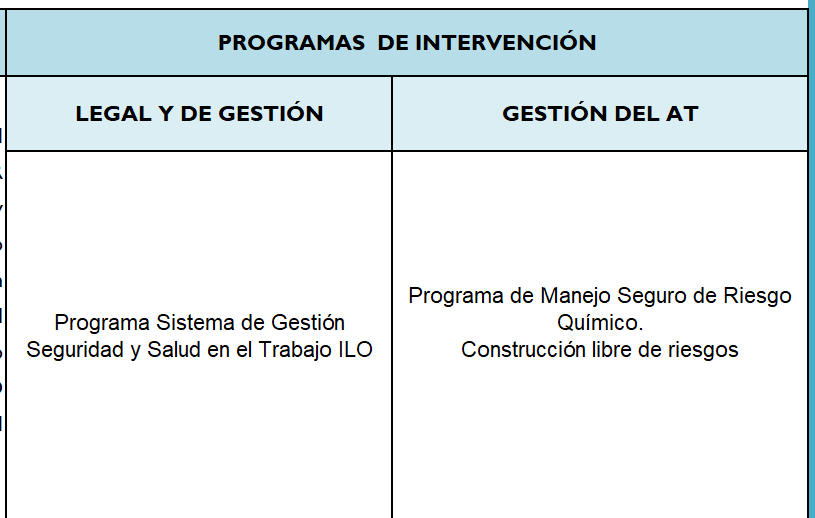 PROGRAMAS DE INTERVENCIÓN
LEGAL Y DE GESTIÓN
GESTIÓN DEL AT
Programa Sistema de Gestión
Seguridad y Salud en el Trabajo ILO
Programa de Manejo Seguro de Riesgo
Químico.
Construcción libre de riesgos